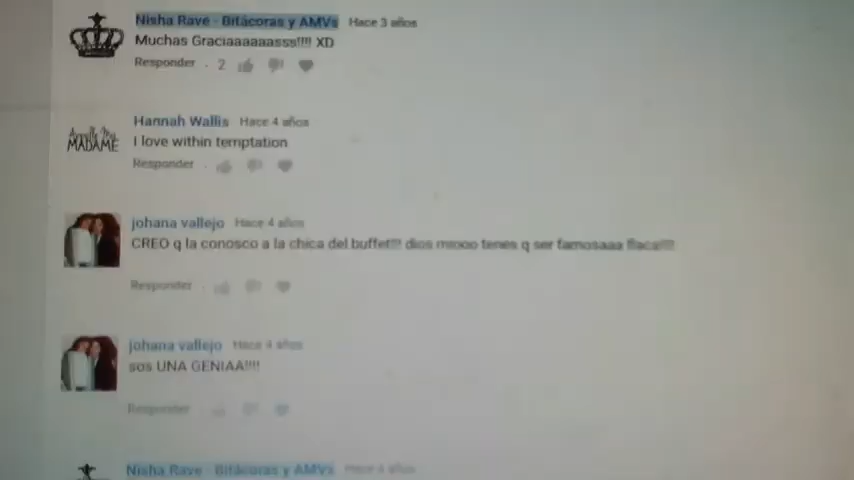 Nisha Rave - Bitácoras y AMVs Hace 3 años
Muchas Graciaaaaaasss!!!! XD
Responder . 2
Hannah Wallis Hace 4 años
MADAME
I love within temptation
Responder .
johana vallejo Hace 4 años
CREO q la conosco a la chica del buffet!!! dios miooo tenes q ser famosaaa flaca!!!!
Responder .
johana vallejo Hace 4 años
sos UNA GENIAA!!!!
Responder .
Nisha Rave - Bitácoras y AMVs Hace 4 años